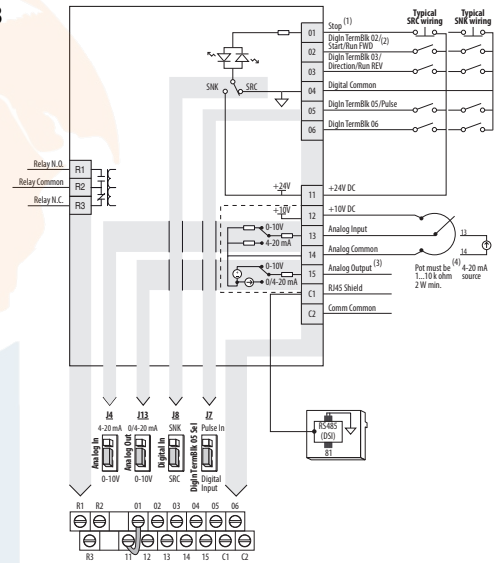 3
Typical
SRC wiring
Typical
SNK wiring
01
Stop (1)
DigIn TermBlk 02/(2)
02
Start/Run FWD
DigIn TermBlk 03/
03
Direction/Run REV
SNK
SRC
04
Digital Common
05
DigIn TermBlk 05/Pulse
06
DigIn TermBlk 06
Relay N.O.
R1
Relay Common
R2
Relay N.C.
R3
+24V
11
+24V DC
+10V
12
+10V DC
0-10V
13
Analog Input
4-20 mA
13
14
Analog Common
14
0-10V
15
Analog Output (3)
0/4-20 mA
Pot must be
1...10 k ohm
2 W min.
(4) 4-20 mA
source
C1
RJ45 Shield
C2
Comm Common
J4
J13
J8
J7
4-20 mA
0/4-20 mA
SNK
Pulse In
Analog In
Analog Out
Digital In
DigIn TermBlk 05 Sel
0-10V
0-10V
SRC
Digital
Input
RS485
(DSI)
81
R1 R2 01 02 03 04 05 06
R3 11 12 13 14 15 C1 C2